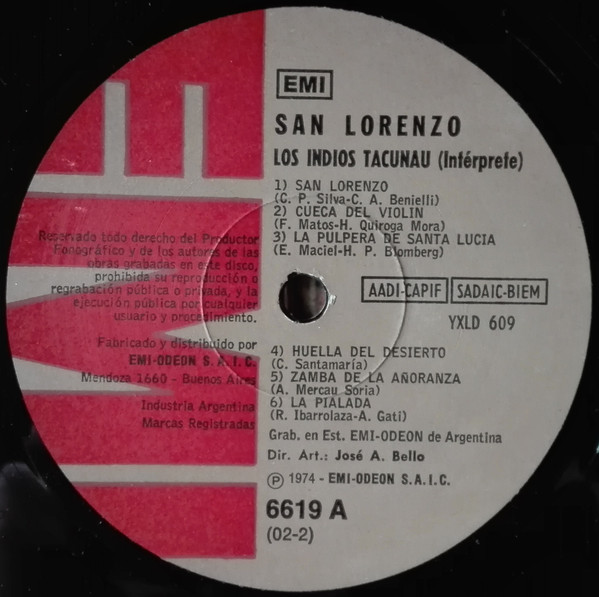 EMI
SAN LORENZO
LOS INDIOS TACUNAU (Intérprete)
1) SAN LORENZO
(C. P. Silva-C. A. Benielli)
2) CUECA DEL VIOLIN
(F. Matos-H. Quiroga Mora)
3) LA PULPERA DE SANTA LUCIA
(E. Maciel-H. P. Blomberg)
Reservado todo derecho del Productor
Fonográfico y de los autores de las
obras grabadas en este disco,
prohibida su reproducción o
regrabación pública o privada, y la
ejecución pública por cualquier
usuario y procedimiento.
AADI-CAPIF SADAIC-BIEM
YXLD 609
Fabricado y distribuido por
EMI-ODEON S.A.I.C.
Mendoza 1660 - Buenos Aires
Industria Argentina
Marcas Registradas
4) HUELLA DEL DESIERTO
(C. Santamaría)
5) ZAMBA DE LA AÑORANZA
(A. Mercau Soria)
6) LA PIALADA
(R. Ibarrolaza-A. Gati)
Grab. en Est. EMI-ODEON de Argentina
Dir. Art.: José A. Bello
Ⓟ 1974 - EMI-ODEON S.A.I.C.
6619 A
(02-2)